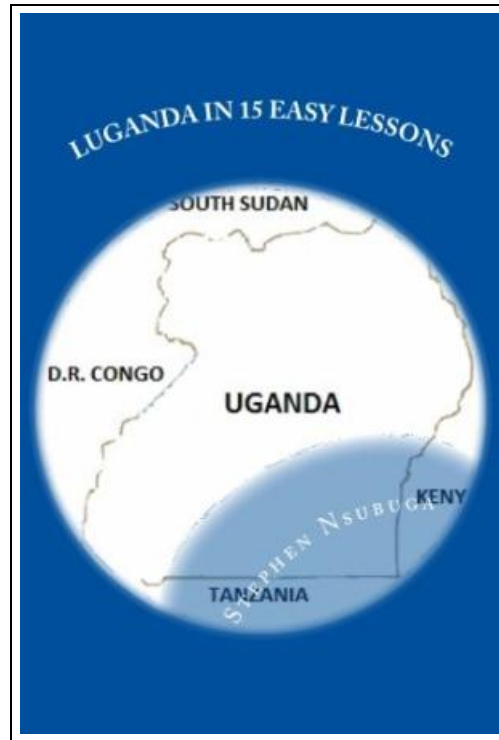 LUGANDA IN 15 EASY LESSONS
SOUTH SUDAN
D.R. CONGO
UGANDA
KENY
STEPHEN NSUBUGA
TANZANIA